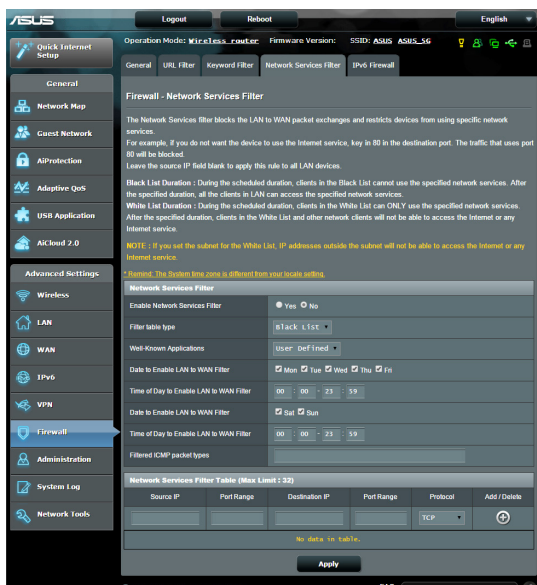 ASUS
Logout
Reboot
English
Quick Internet
Setup
Operation Mode: Wireless router Firmware Version: SSID: ASUS ASUS_5G
General
URL Filter
Keyword Filter
Network Services Filter
IPv6 Firewall
General
Network Map
Guest Network
AiProtection
Adaptive QoS
USB Application
AiCloud 2.0
Advanced Settings
Wireless
LAN
WAN
IPv6
VPN
Firewall
Administration
System Log
Network Tools
Firewall - Network Services Filter
The Network Services filter blocks the LAN to WAN packet exchanges and restricts devices from using specific network
services.
For example, if you do not want the device to use the Internet service, key in 80 in the destination port. The traffic that uses port
80 will be blocked.
Leave the source IP field blank to apply this rule to all LAN devices.
Black List Duration : During the scheduled duration, clients in the Black List cannot use the specified network services. After
the specified duration, all the clients in LAN can access the specified network services.
White List Duration : During the scheduled duration, clients in the White List can ONLY use the specified network services.
After the specified duration, clients in the White List and other network clients will not be able to access the Internet or any
Internet service.
NOTE : If you set the subnet for the White List, IP addresses outside the subnet will not be able to access the Internet or any
Internet service.
* Remind: The System time zone is different from your locale setting.
Network Services Filter
Enable Network Services Filter Yes No
Filter table type Black List
Well-Known Applications User Defined
Date to Enable LAN to WAN Filter Mon Tue Wed Thu Fri
Time of Day to Enable LAN to WAN Filter 00 : 00 - 23 : 59
Date to Enable LAN to WAN Filter Sat Sun
Time of Day to Enable LAN to WAN Filter 00 : 00 - 23 : 59
Filtered ICMP packet types
Network Services Filter Table (Max Limit : 32)
Source IP Port Range Destination IP Port Range Protocol Add / Delete
TCP
No data in table.
Apply